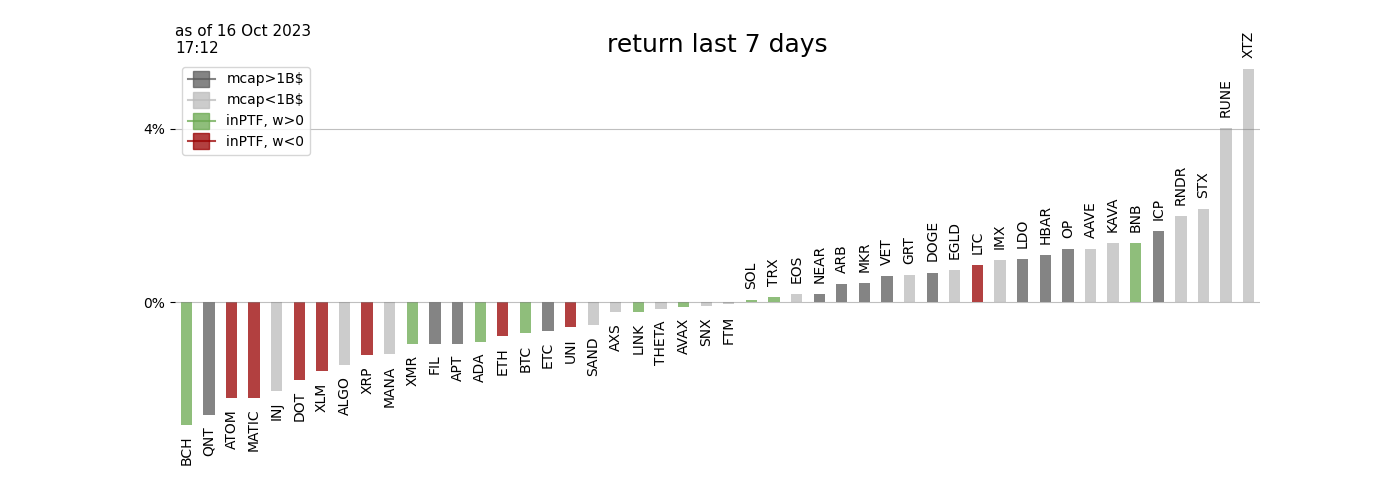 as of 16 Oct 2023
17:12
return last 7 days
mcap>1B$
mcap<1B$
inPTF, w>0
inPTF, w<0
4%
0%
BCH
QNT
ATOM
MATIC
INJ
DOT
XLM
ALGO
XRP
MANA
XMR
FIL
APT
ADA
ETH
BTC
ETC
UNI
SAND
AXS
LINK
THETA
AVAX
SNX
FTM
SOL
TRX
EOS
NEAR
ARB
MKR
VET
GRT
DOGE
EGLD
LTC
IMX
LDO
HBAR
OP
AAVE
KAVA
BNB
ICP
RNDR
STX
RUNE
XTZ